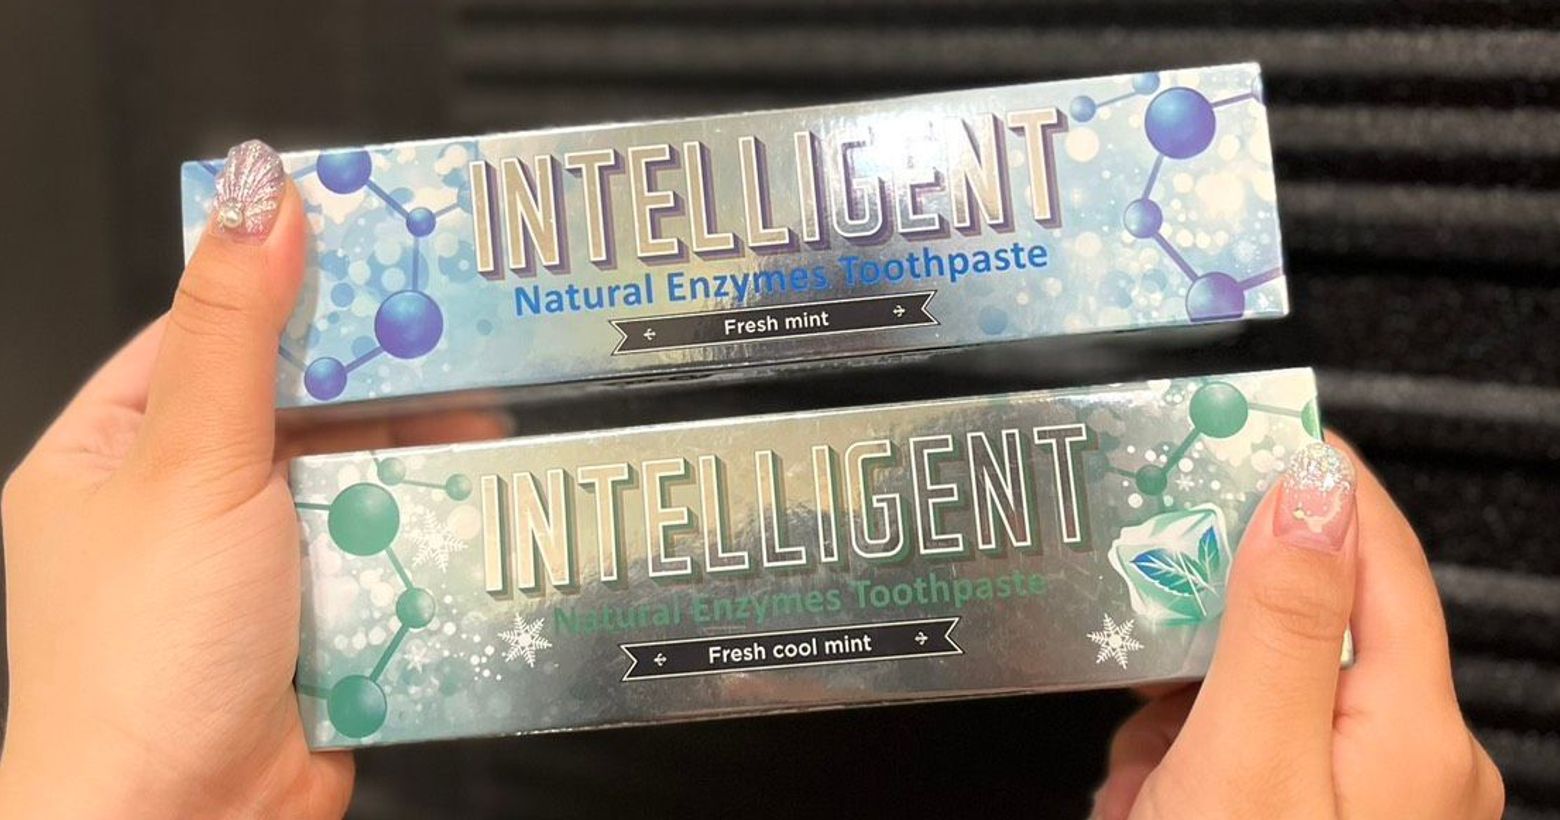 INTELLIGENT
Natural Enzymes Toothpaste
Fresh mint
INTELLIGENT
Natural Enzymes Toothpaste
Fresh cool mint